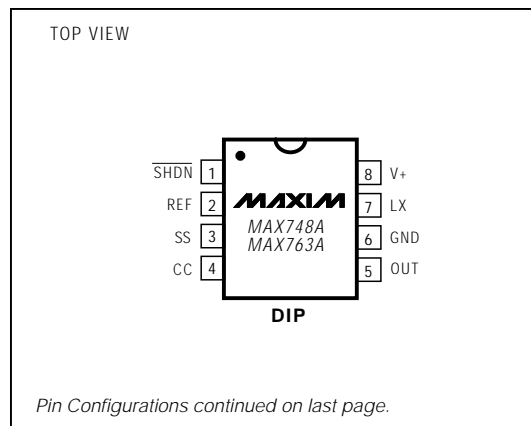 TOP VIEW
SHDN 1
REF 2
SS 3
CC 4
MAXIM
MAX748A
MAX763A
8 V+
7 LX
6 GND
5 OUT
DIP
Pin Configurations continued on last page.